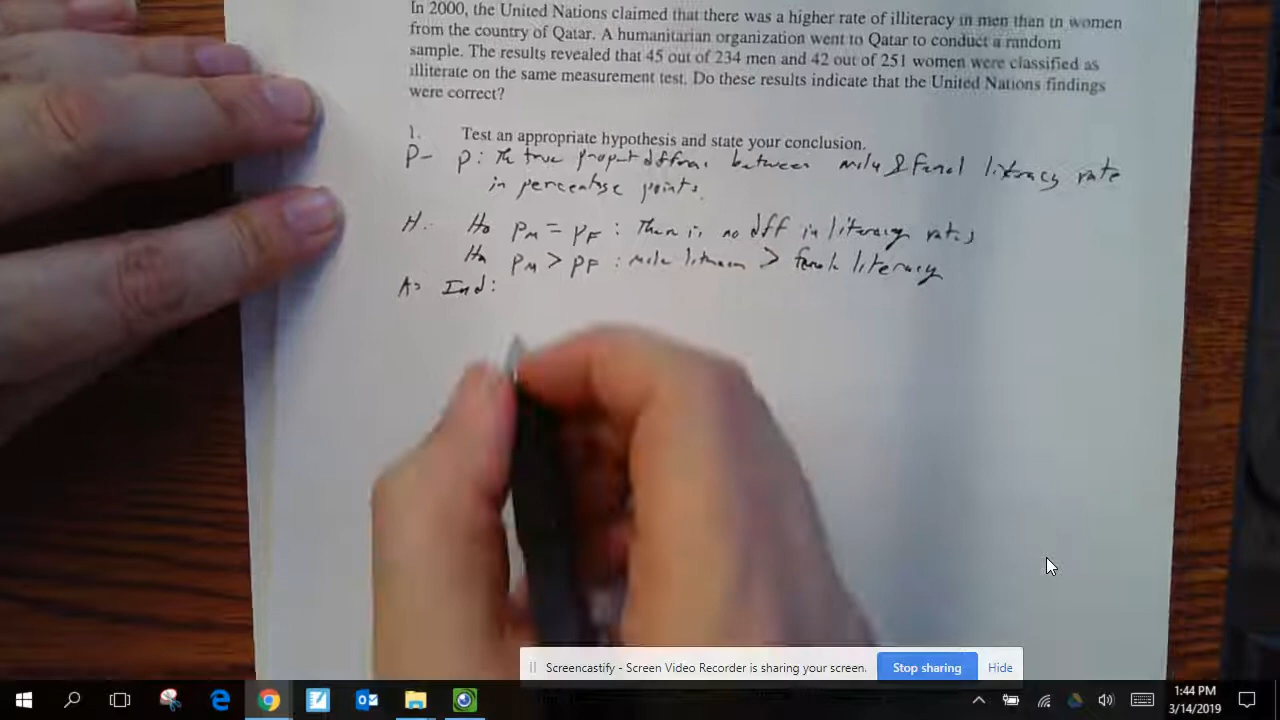 In 2000, the United Nations claimed that there was a higher rate of illiteracy in men than in women
from the country of Qatar. A humanitarian organization went to Qatar to conduct a random
sample. The results revealed that 45 out of 234 men and 42 out of 251 women were classified as
illiterate on the same measurement test. Do these results indicate that the United Nations findings
were correct?
1. Test an appropriate hypothesis and state your conclusion.
P- p: The true between & literacy rate
in percentage points.
H: Ho PM = PF : There is no diff in literacy rates
Ha PM > PF : male > female literacy
A: Ind:
Screencastify - Screen Video Recorder is sharing your screen.
Stop sharing
Hide
1:44 PM
3/14/2019